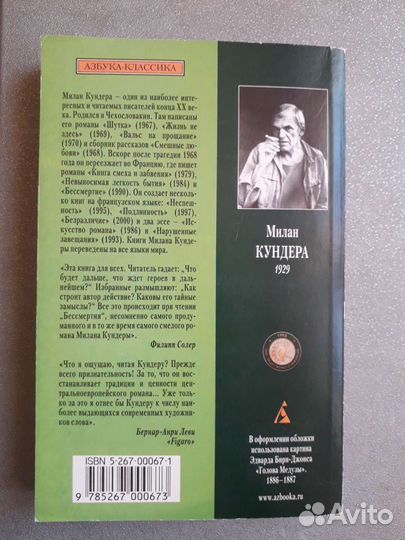 АЗБУКА-КЛАССИКА
Милан Кундера – один из наиболее инте-
ресных и читаемых писателей конца XX ве-
ка. Родился в Чехословакии. Там написаны
его романы «Шутка» (1967), «Жизнь не
здесь» (1969), «Вальс на прощание»
(1970) и сборник рассказов «Смешные лю-
бови» (1968). Вскоре после трагедии 1968
года он переезжает во Францию, где пишет
романы «Книга смеха и забвения» (1979),
«Невыносимая легкость бытия» (1984) и
«Бессмертие» (1990). Он создает несколь-
ко книг на французском языке: «Неспеш-
ность» (1995), «Подлинность» (1997),
«Безразличие» (2000) и два эссе – «Ис-
кусство романа» (1986) и «Нарушенные
завещания» (1993). Книги Милана Кунде-
ры переведены на все языки мира.
"Эта книга для всех. Читатель гадает: „Что
будет дальше, что ждет героев в даль-
нейшем?“ Избранные размышляют: „Как
строит автор действие? Каковы его тайные
замыслы?“ Все это происходит при чтении
„Бессмертия“, несомненно самого проду-
манного и в то же время самого смелого рома-
на Милана Кундеры".
Филипп Солер
"Что я ощущаю, читая Кундеру? Прежде
всего признательность! За то, что он вос-
станавливает традиции и ценности цент-
ральноевропейского романа... Уже толь-
ко за это я отнес бы Кундеру к числу наи-
более выдающихся современных художни-
ков слова».
Бернар-Анри Леви
«Figaro»
ISBN 5-267-00067-1
9 785267 000673
Милан
КУНДЕРА
1929
В оформлении обложки
использована картина
Эдварда Бёрн-Джонса
«Голова Медузы».
1886–1887
www.azbooka.ru
Avito